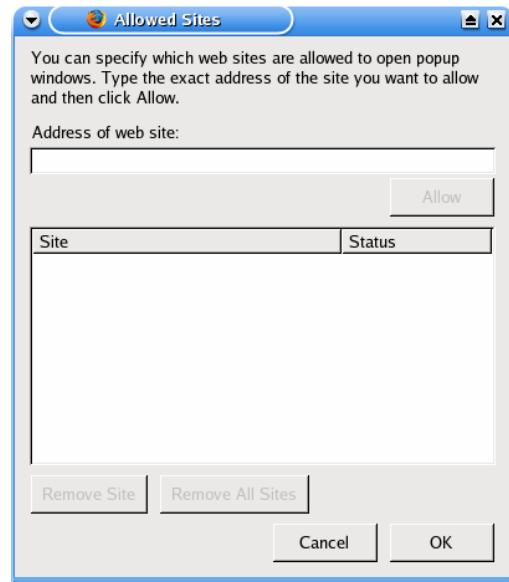 Allowed Sites
You can specify which web sites are allowed to open popup
windows. Type the exact address of the site you want to allow
and then click Allow.
Address of web site:
Allow
Site Status
Remove Site Remove All Sites
Cancel OK